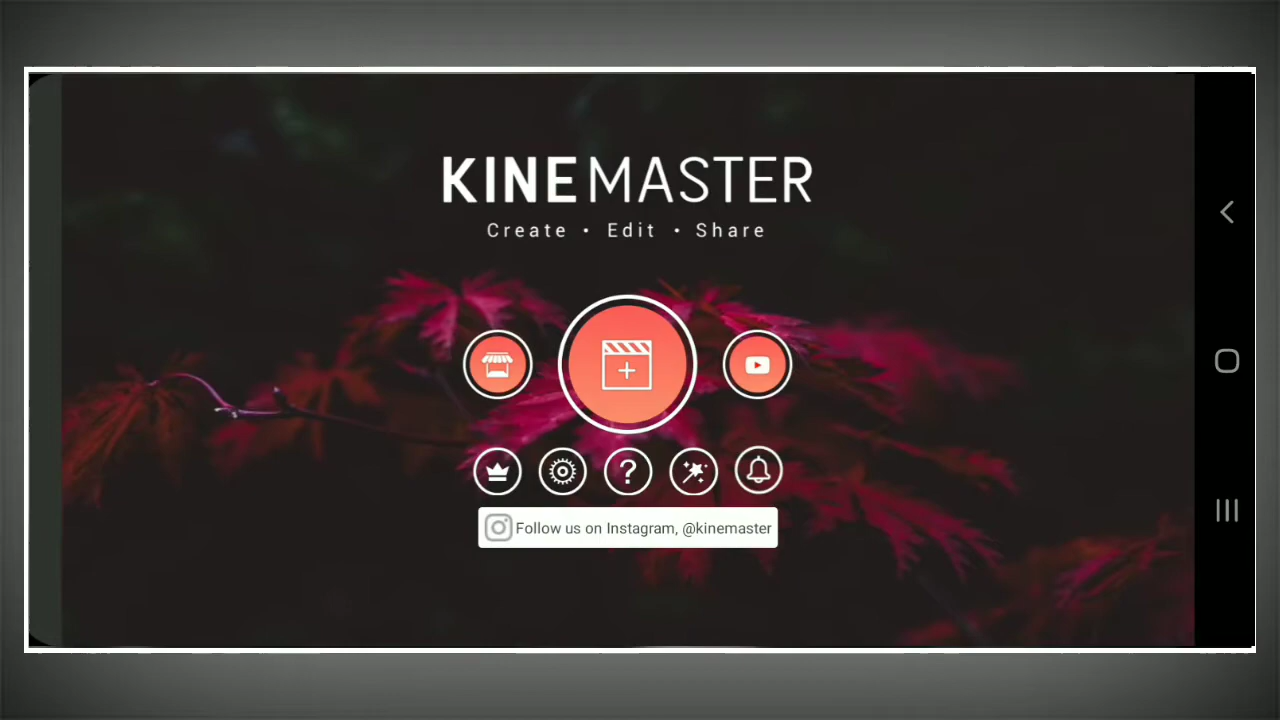 KINEMASTER
Create • Edit • Share
Follow us on Instagram, @kinemaster